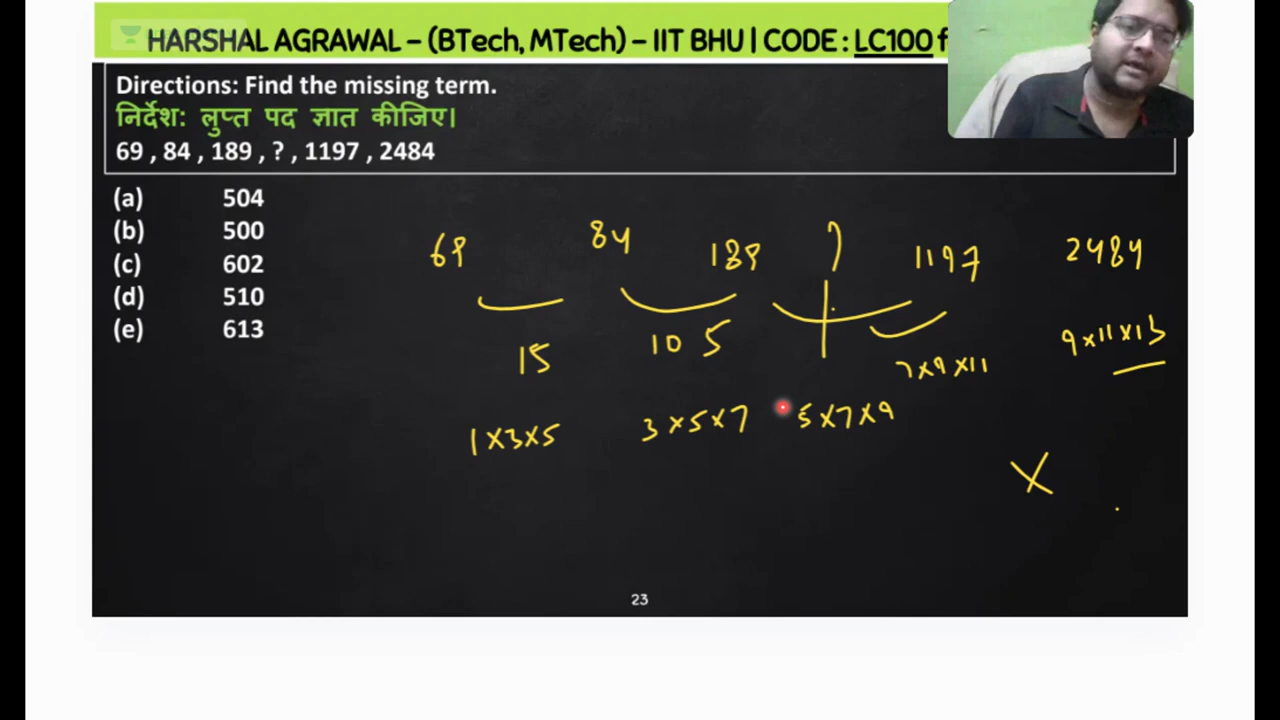 HARSHAL AGRAWAL – (BTech, MTech) – IIT BHU | CODE : LC100 f
Directions: Find the missing term.
निर्देश: लुप्त पद ज्ञात कीजिए।
69 , 84 , 189 , ? , 1197 , 2484
(a) 504
(b) 500
(c) 602
(d) 510
(e) 613
69 84 189 ? 1197 2484
15 105 7×9×11 9×11×13
1×3×5 3×5×7 5×7×9
×
23